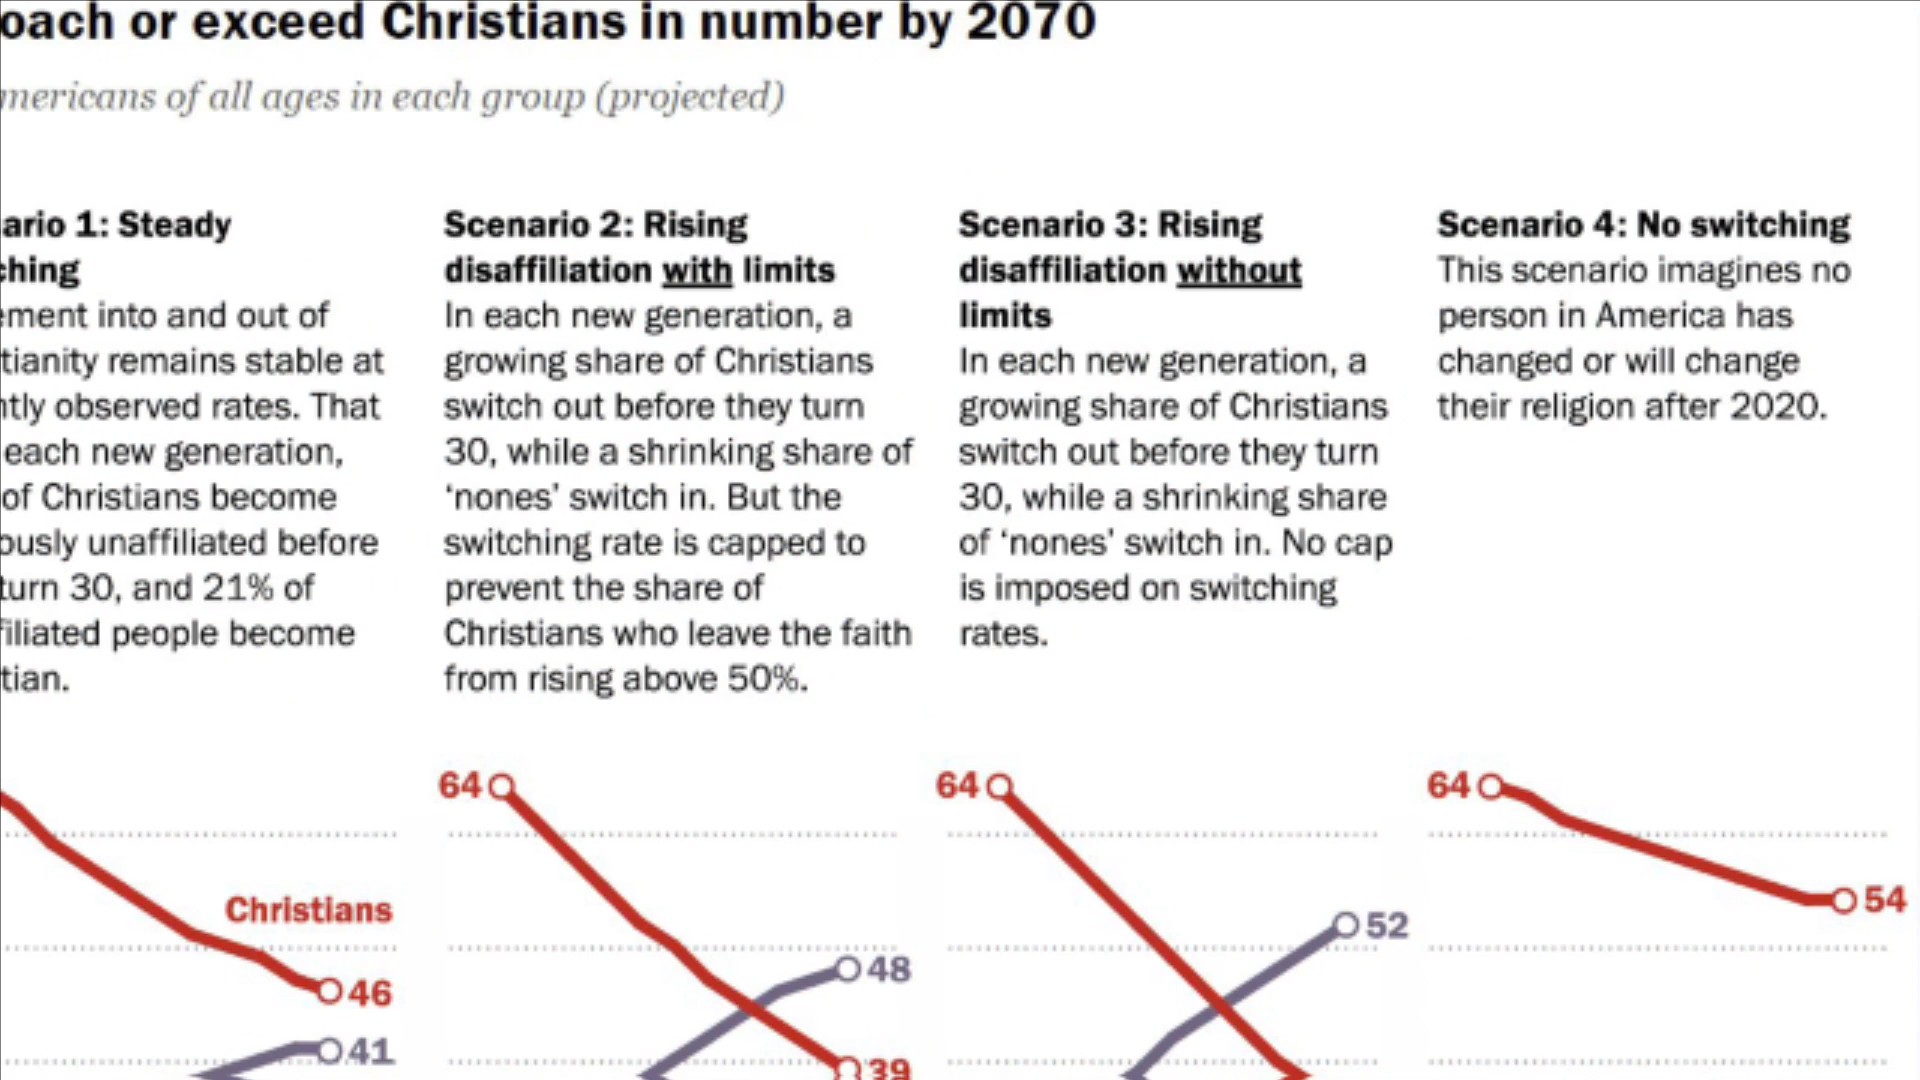 oach or exceed Christians in number by 2070
mericans of all ages in each group (projected)
ario 1: Steady
ching
ement into and out of
tianity remains stable at
ntly observed rates. That
each new generation,
of Christians become
ously unaffiliated before
turn 30, and 21% of
filiated people become
tian.
Scenario 2: Rising
disaffiliation with limits
In each new generation, a
growing share of Christians
switch out before they turn
30, while a shrinking share of
‘nones’ switch in. But the
switching rate is capped to
prevent the share of
Christians who leave the faith
from rising above 50%.
Scenario 3: Rising
disaffiliation without
limits
In each new generation, a
growing share of Christians
switch out before they turn
30, while a shrinking share
of ‘nones’ switch in. No cap
is imposed on switching
rates.
Scenario 4: No switching
This scenario imagines no
person in America has
changed or will change
their religion after 2020.
Christians
46
41
64
48
39
64
52
64
54